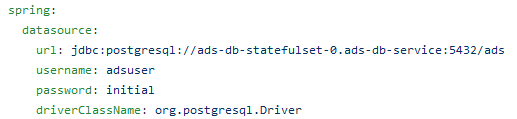 spring:
  datasource:
    url: jdbc:postgresql://ads-db-statefulset-0.ads-db-service:5432/ads
    username: adsuser
    password: initial
    driverClassName: org.postgresql.Driver